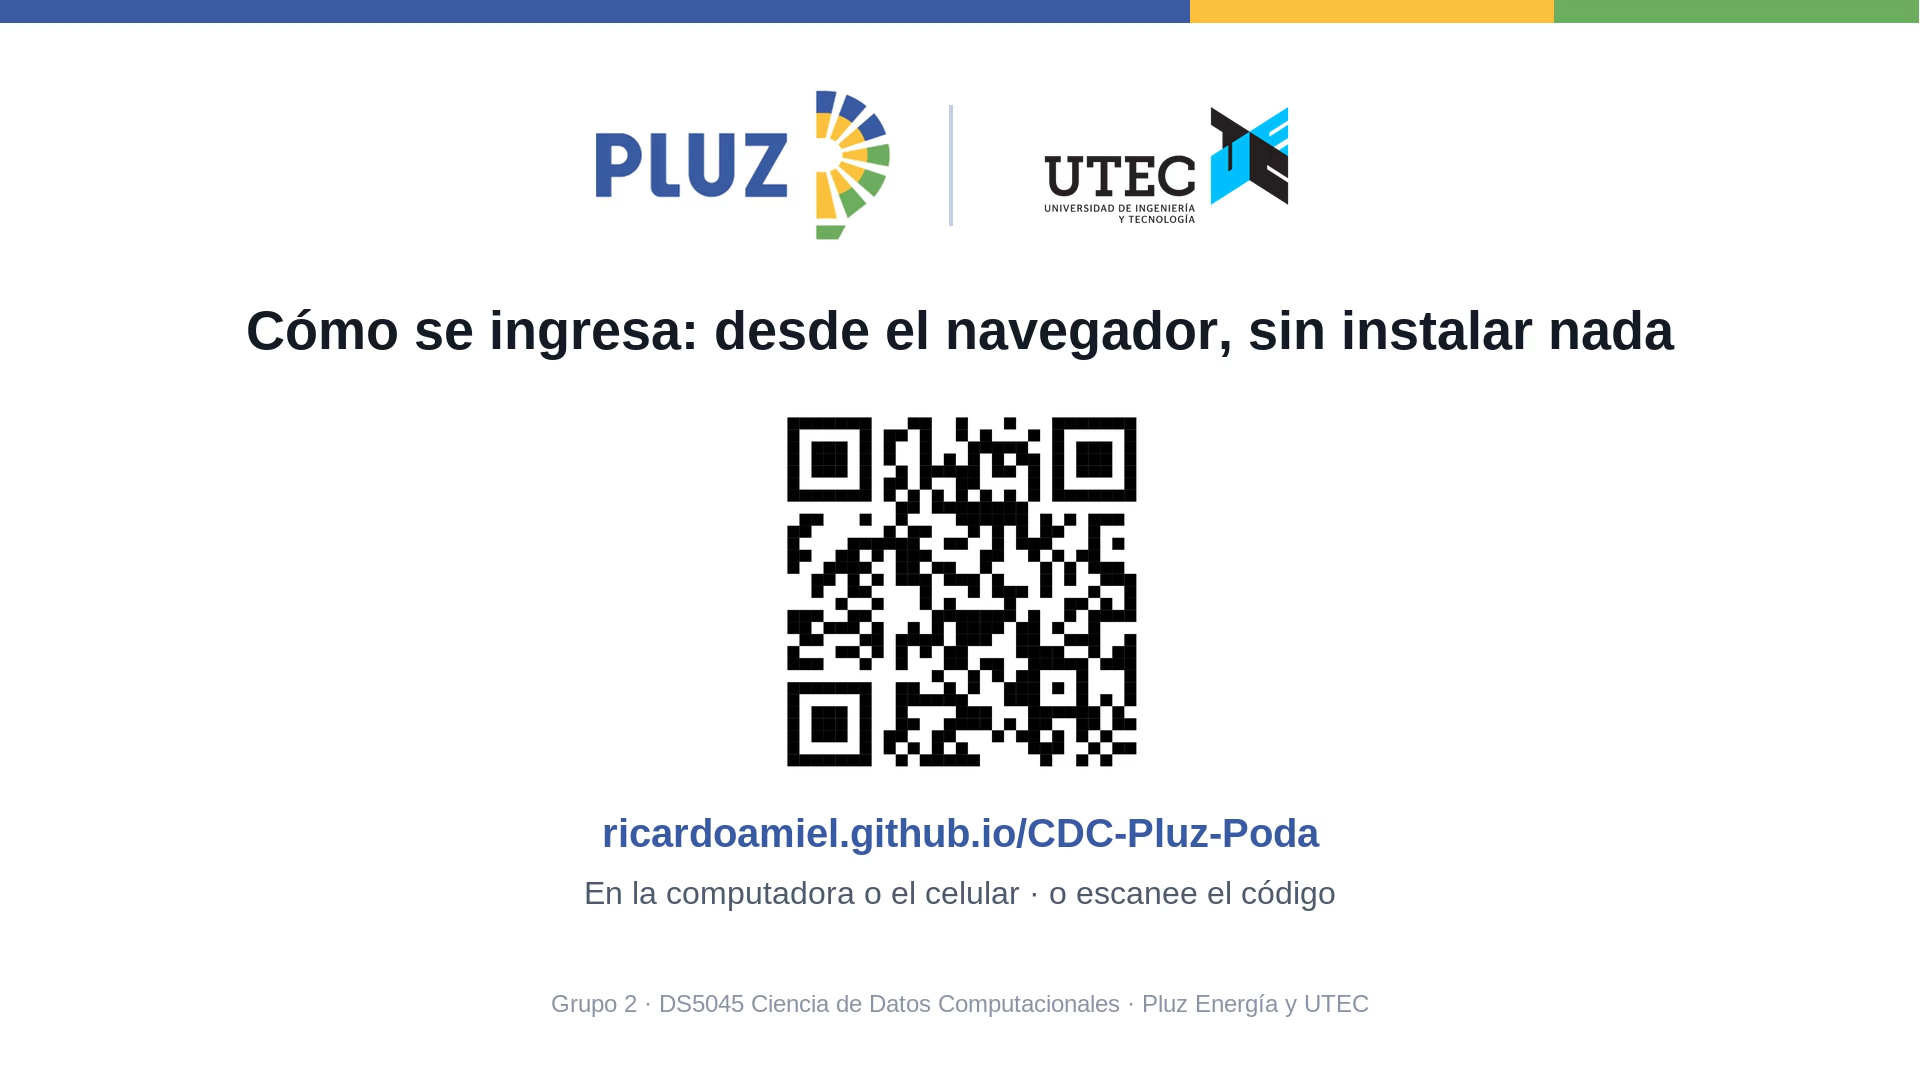 PLUZ
UTEC
UNIVERSIDAD DE INGENIERÍA
Y TECNOLOGÍA
Cómo se ingresa: desde el navegador, sin instalar nada
ricardoamiel.github.io/CDC-Pluz-Poda
En la computadora o el celular · o escanee el código
Grupo 2 · DS5045 Ciencia de Datos Computacionales · Pluz Energía y UTEC